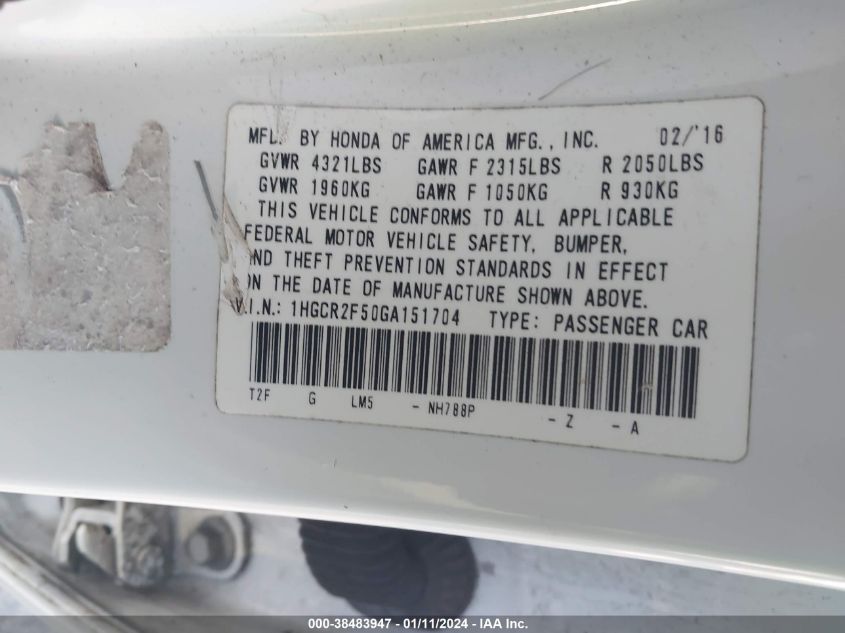 MFD. BY HONDA OF AMERICA MFG., INC. 02/'16
GVWR 4321LBS GAWR F 2315LBS R 2050LBS
GVWR 1960KG GAWR F 1050KG R 930KG
THIS VEHICLE CONFORMS TO ALL APPLICABLE
FEDERAL MOTOR VEHICLE SAFETY, BUMPER,
AND THEFT PREVENTION STANDARDS IN EFFECT
ON THE DATE OF MANUFACTURE SHOWN ABOVE.
V.I.N.: 1HGCR2F50GA151704 TYPE: PASSENGER CAR
T2F G LM5 - NH788P - Z - A
000-38483947 - 01/11/2024 - IAA Inc.